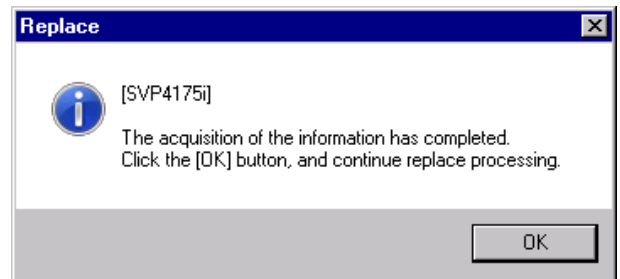 Replace
[SVP4175i]
The acquisition of the information has completed.
Click the [OK] button, and continue replace processing.
OK